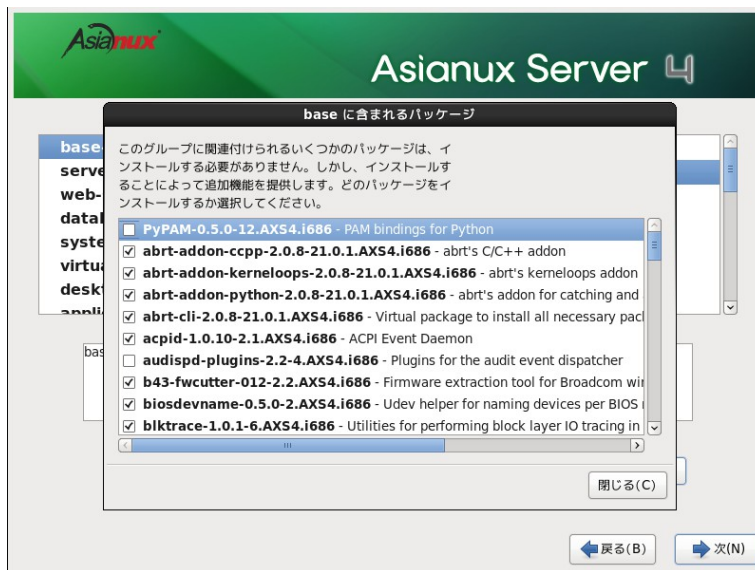 Asianux
Asianux Server 4
base に含まれるパッケージ
このグループに関連付けられるいくつかのパッケージは、イ
ンストールする必要がありません。しかし、インストールす
ることによって追加機能を提供します。どのパッケージをイ
ンストールするか選択してください。
base
serve
web-
datal
syste
virtua
desk
PyPAM-0.5.0-12.AXS4.i686 - PAM bindings for Python
abrt-addon-ccpp-2.0.8-21.0.1.AXS4.i686 - abrt's C/C++ addon
abrt-addon-kerneloops-2.0.8-21.0.1.AXS4.i686 - abrt's kerneloops addon
abrt-addon-python-2.0.8-21.0.1.AXS4.i686 - abrt's addon for catching and
abrt-cli-2.0.8-21.0.1.AXS4.i686 - Virtual package to install all necessary pac
acpid-1.0.10-2.1.AXS4.i686 - ACPI Event Daemon
audispd-plugins-2.2-4.AXS4.i686 - Plugins for the audit event dispatcher
b43-fwcutter-012-2.2.AXS4.i686 - Firmware extraction tool for Broadcom wi
biosdevname-0.5.0-2.AXS4.i686 - Udev helper for naming devices per BIOS
blktrace-1.0.1-6.AXS4.i686 - Utilities for performing block layer IO tracing in
bas
閉じる(C)
戻る(B)
次(N)